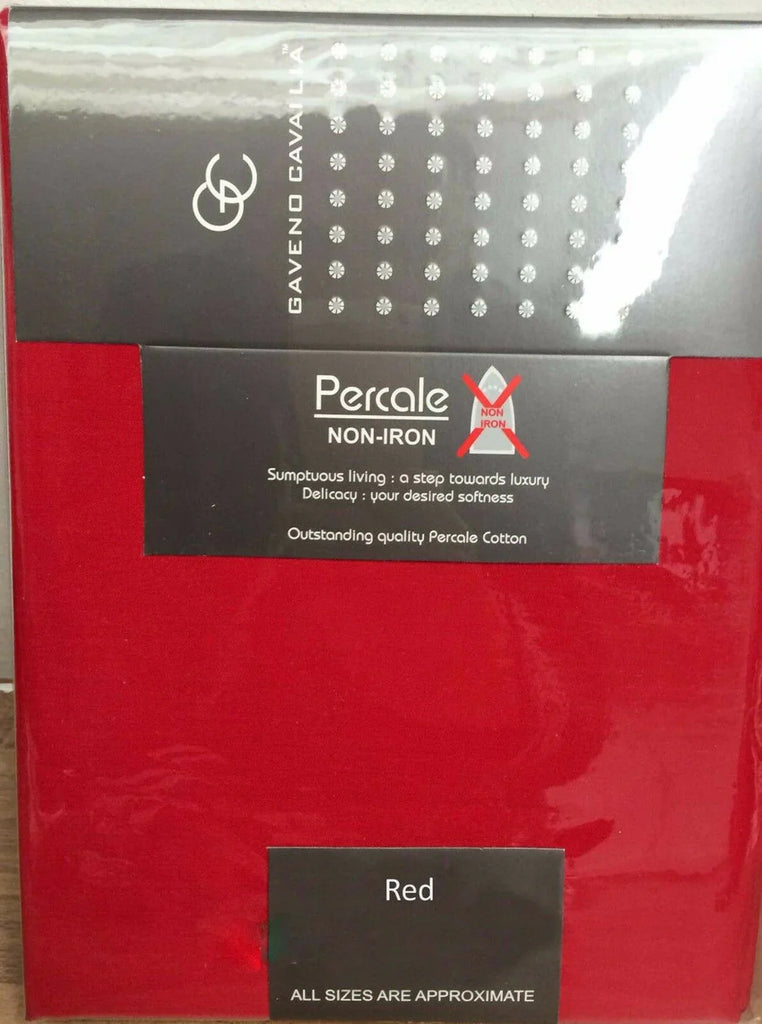 GC
GAVENO CAVAILIA™
Percale
NON-IRON
NON
IRON
Sumptuous living : a step towards luxury
Delicacy : your desired softness
Outstanding quality Percale Cotton
Red
ALL SIZES ARE APPROXIMATE